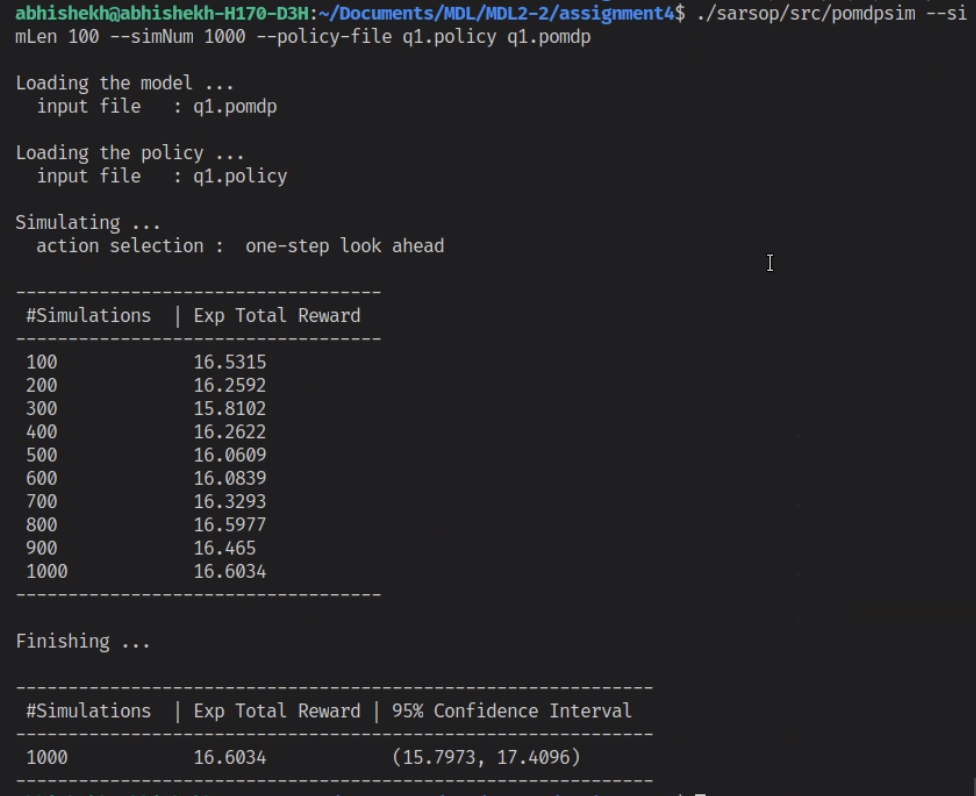 abhishekh@abhishekh-H170-D3H:~/Documents/MDL/MDL2-2/assignment4$ ./sarsop/src/pomdpsim --si
mLen 100 --simNum 1000 --policy-file q1.policy q1.pomdp
Loading the model ...
input file : q1.pomdp
Loading the policy ...
input file : q1.policy
Simulating ...
action selection : one-step look ahead
-----------------------------------
#Simulations | Exp Total Reward
-----------------------------------
100 16.5315
200 16.2592
300 15.8102
400 16.2622
500 16.0609
600 16.0839
700 16.3293
800 16.5977
900 16.465
1000 16.6034
-----------------------------------
Finishing ...
-------------------------------------------------------------
#Simulations | Exp Total Reward | 95% Confidence Interval
-------------------------------------------------------------
1000 16.6034 (15.7973, 17.4096)
-------------------------------------------------------------